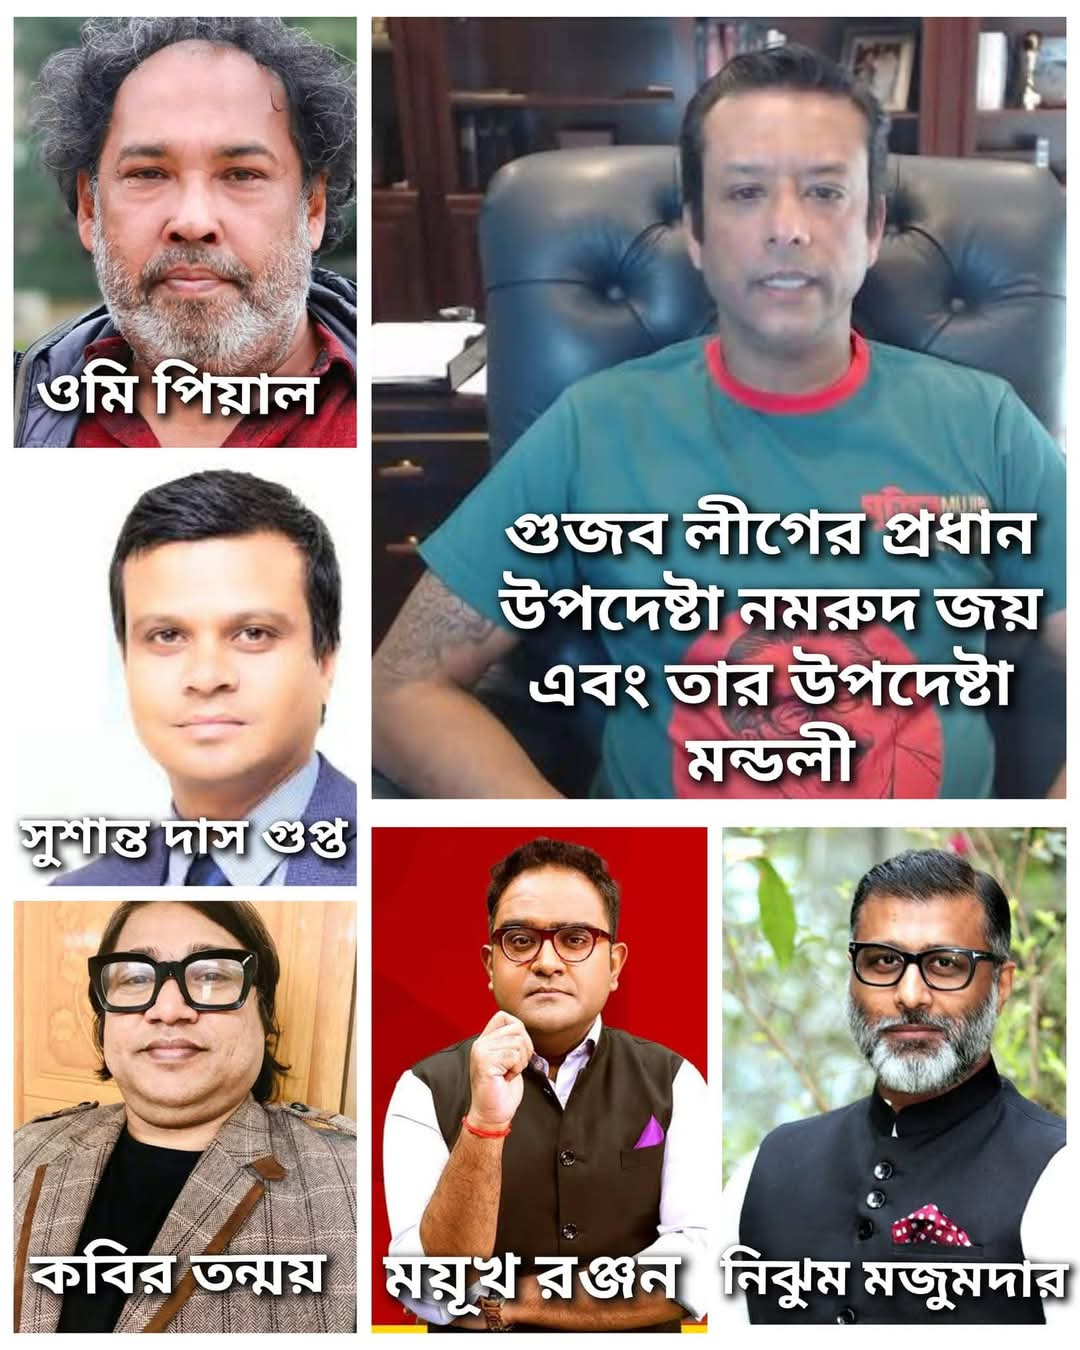 ওমি পিয়াল
গুজব লীগের প্রধান
উপদেষ্টা নমরুদ জয়
এবং তার উপদেষ্টা
মন্ডলী
সুশান্ত দাস গুপ্ত
কবির তন্ময়
ময়ূখ রঞ্জন
নিঝুম মজুমদার